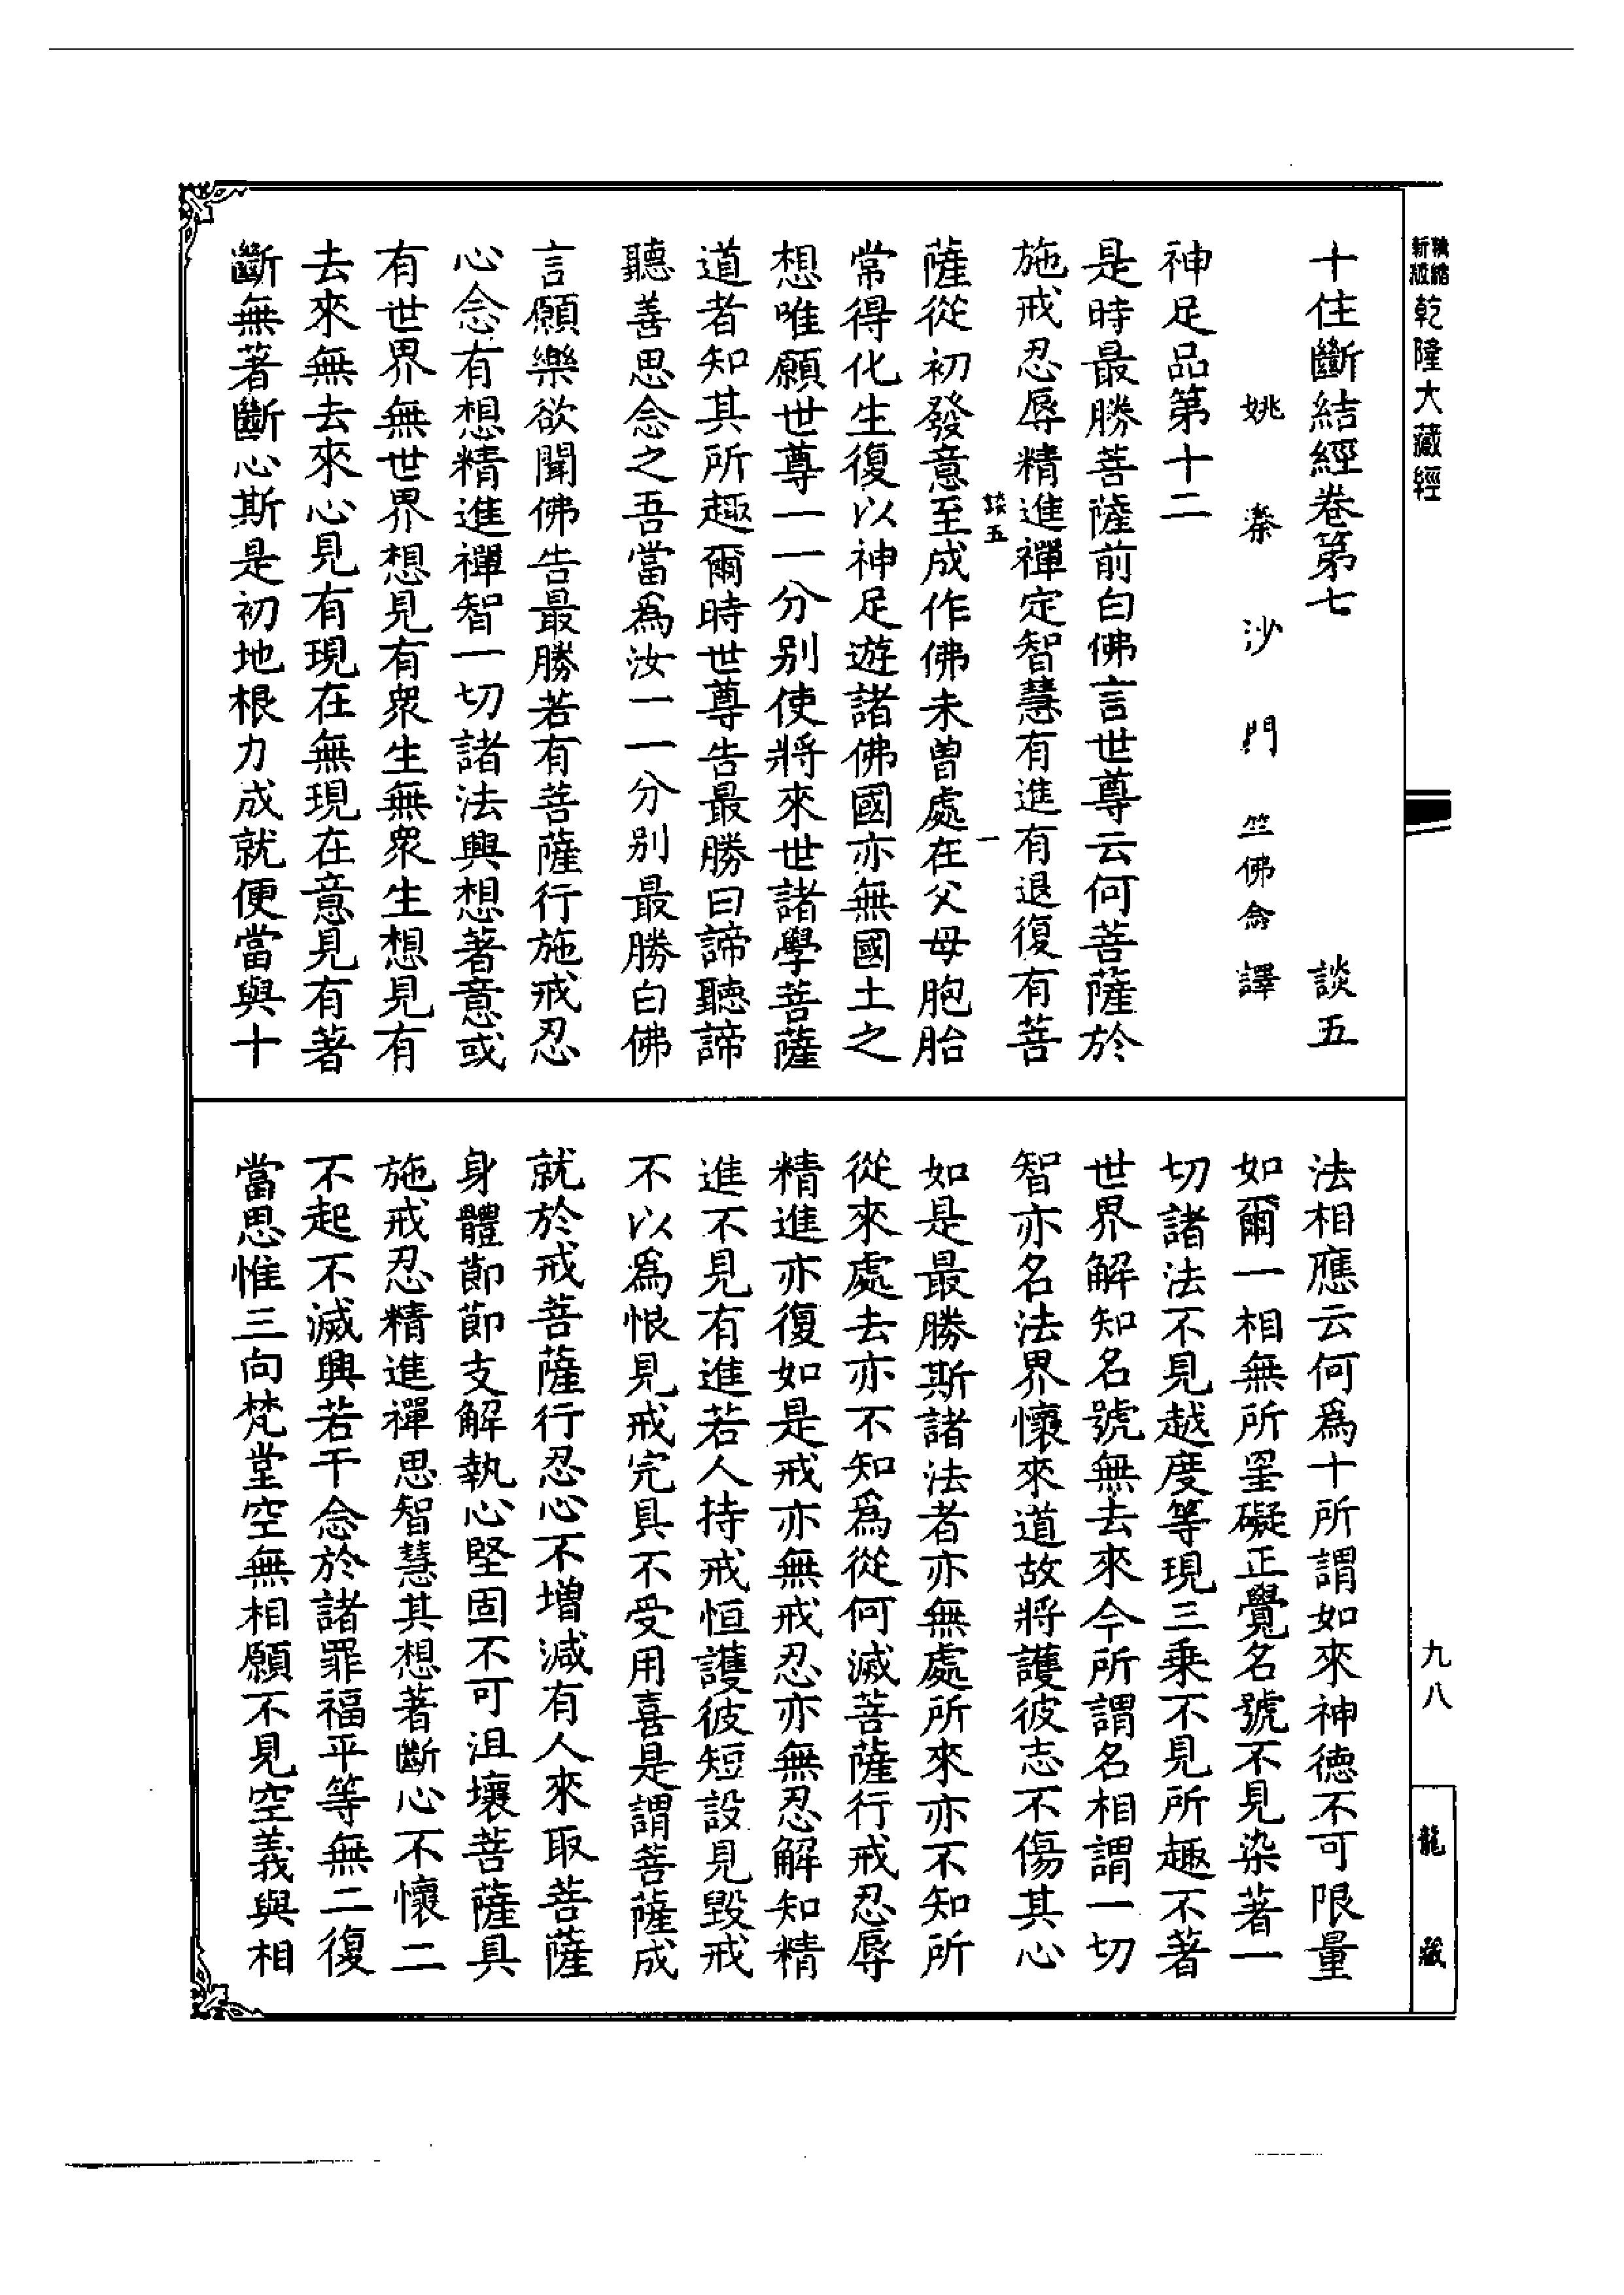 精縮新版乾隆大藏經
十住斷結經卷第七 談五
姚秦沙門竺佛念譯
神足品第十二
是時最勝菩薩前白佛言世尊云何菩薩於
施戒忍辱精進禪定智慧有進有退復有菩
談五 一
薩從初發意至成作佛未曾處在父母胞胎
常得化生復以神足遊諸佛國亦無國土之
想唯願世尊一一分別使將來世諸學菩薩
道者知其所趣爾時世尊告最勝曰諦聽諦
聽善思念之吾當為汝一一分別最勝白佛
言願樂欲聞佛告最勝若有菩薩行施戒忍
心念有想精進禪智一切諸法興想著意或
有世界無世界想見有眾生無眾生想見有
去來無去來心見有現在無現在意見有著
斷無著斷心斯是初地根力成就便當與十
法相應云何為十所謂如來神德不可限量
如爾一相無所罣礙正覺名號不見染著一
切諸法不見越度等現三乘不見所趣不著
世界解知名號無去來今所謂名相謂一切
智亦名法界懷來道故將護彼志不傷其心
如是最勝斯諸法者亦無處所來亦不知所
從來處去亦不知為從何滅菩薩行戒忍辱
精進亦復如是戒亦無戒忍亦無忍解知精
進不見有進若人持戒恒護彼短設見毀戒
不以為恨見戒完具不受用喜是謂菩薩成
就於戒菩薩行忍心不增減有人來取菩薩
身體節節支解執心堅固不可沮壞菩薩具
施戒忍精進禪思智慧其想著斷心不懷二
不起不滅興若干念於諸罪福平等無二復
當思惟三向梵堂空無相願不見空義與相
九八
龍藏